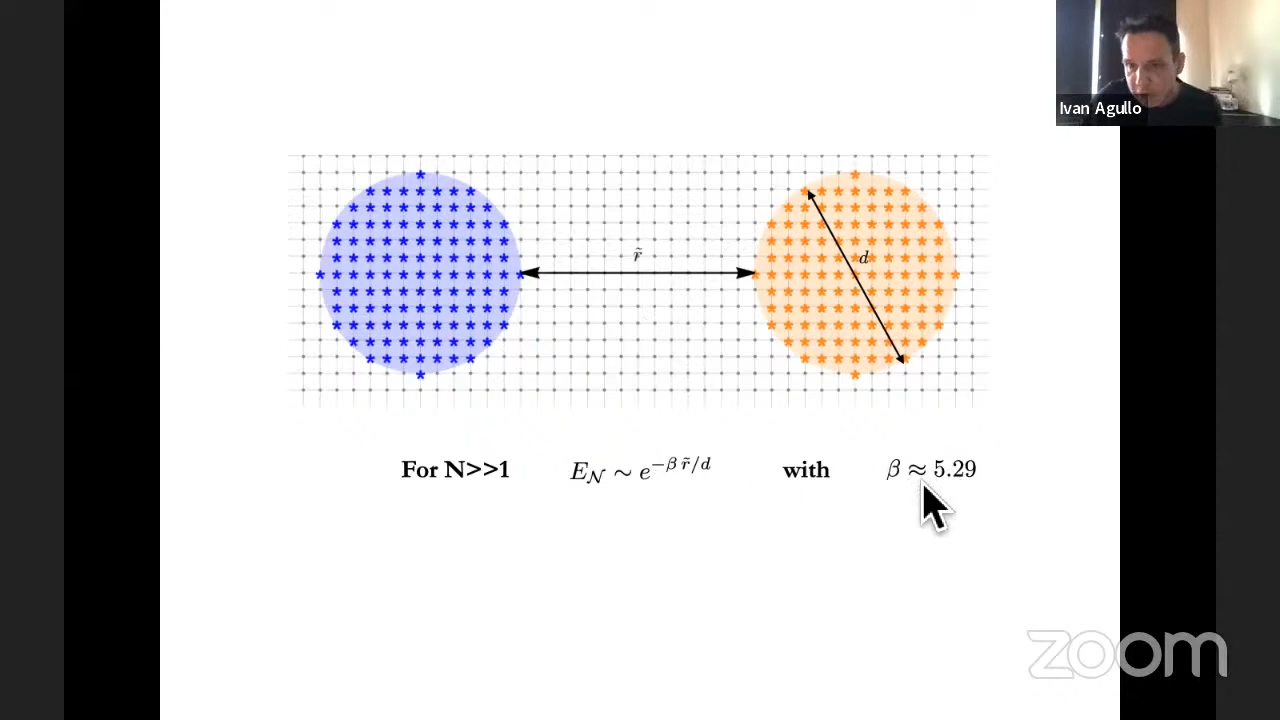 Ivan Agullo
r̃
d
For N>>1 E_𝒩 ∼ e^{−β r̃/d} with β ≈ 5.29
zoom